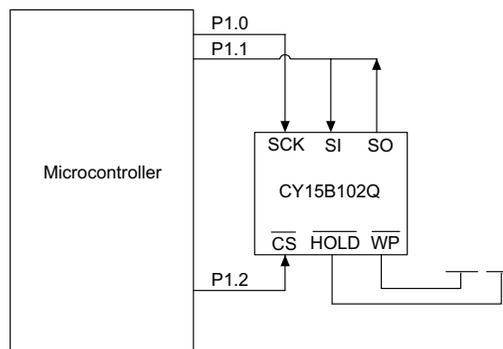 P1.0
P1.1
SCK SI SO
Microcontroller
CY15B102Q
CS HOLD WP
P1.2